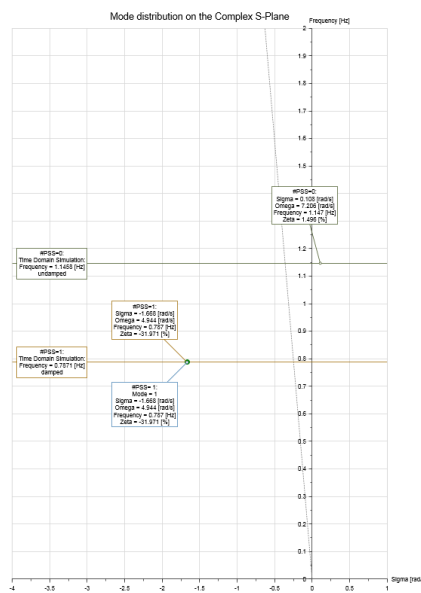 Mode distribution on the Complex S-Plane
Frequency [Hz]
2
1.9
1.8
1.7
1.6
1.5
#PSS=0:
Sigma = 0.108 [rad/s]
Omega = 7.206 [rad/s]
Frequency = 1.147 [Hz]
Zeta = 1.496 [%]
1.2
#PSS=0:
Time Domain Simulation:
Frequency = 1.1458 [Hz]
undamped
1.1
#PSS=1:
Sigma = -1.668 [rad/s]
Omega = 4.944 [rad/s]
Frequency = 0.787 [Hz]
Zeta = -31.971 [%]
1
0.9
#PSS=1:
Time Domain Simulation:
Frequency = 0.7871 [Hz]
damped
0.8
#PSS= 1:
Mode = 1
Sigma = -1.668 [rad/s]
Omega = 4.944 [rad/s]
Frequency = 0.787 [Hz]
Zeta = -31.971 [%]
0.7
0.6
0.5
0.4
0.3
0.2
0.1
0
Sigma [rad/
-4 -3.5 -3 -2.5 -2 -1.5 -1 -0.5 0 0.5 1